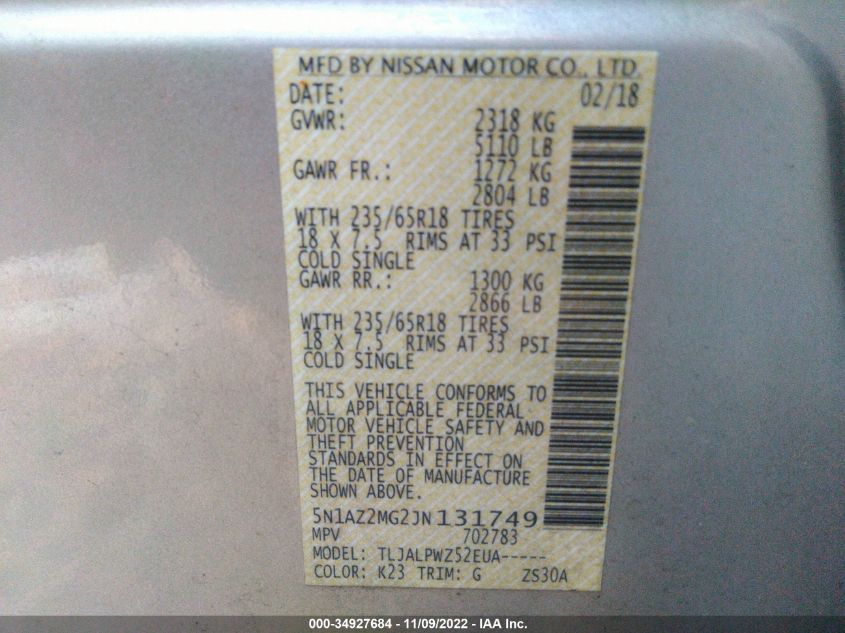 MFD BY NISSAN MOTOR CO., LTD.
DATE: 02/18
GVWR: 2318 KG
5110 LB
GAWR FR.: 1272 KG
2804 LB
WITH 235/65R18 TIRES
18 X 7.5 RIMS AT 33 PSI
COLD SINGLE
GAWR RR.: 1300 KG
2866 LB
WITH 235/65R18 TIRES
18 X 7.5 RIMS AT 33 PSI
COLD SINGLE
THIS VEHICLE CONFORMS TO
ALL APPLICABLE FEDERAL
MOTOR VEHICLE SAFETY AND
THEFT PREVENTION
STANDARDS IN EFFECT ON
THE DATE OF MANUFACTURE
SHOWN ABOVE.
5N1AZ2MG2JN131749
MPV 702783
MODEL: TLJALPWZ52EUA-----
COLOR: K23 TRIM: G ZS30A
000-34927684 - 11/09/2022 - IAA Inc.